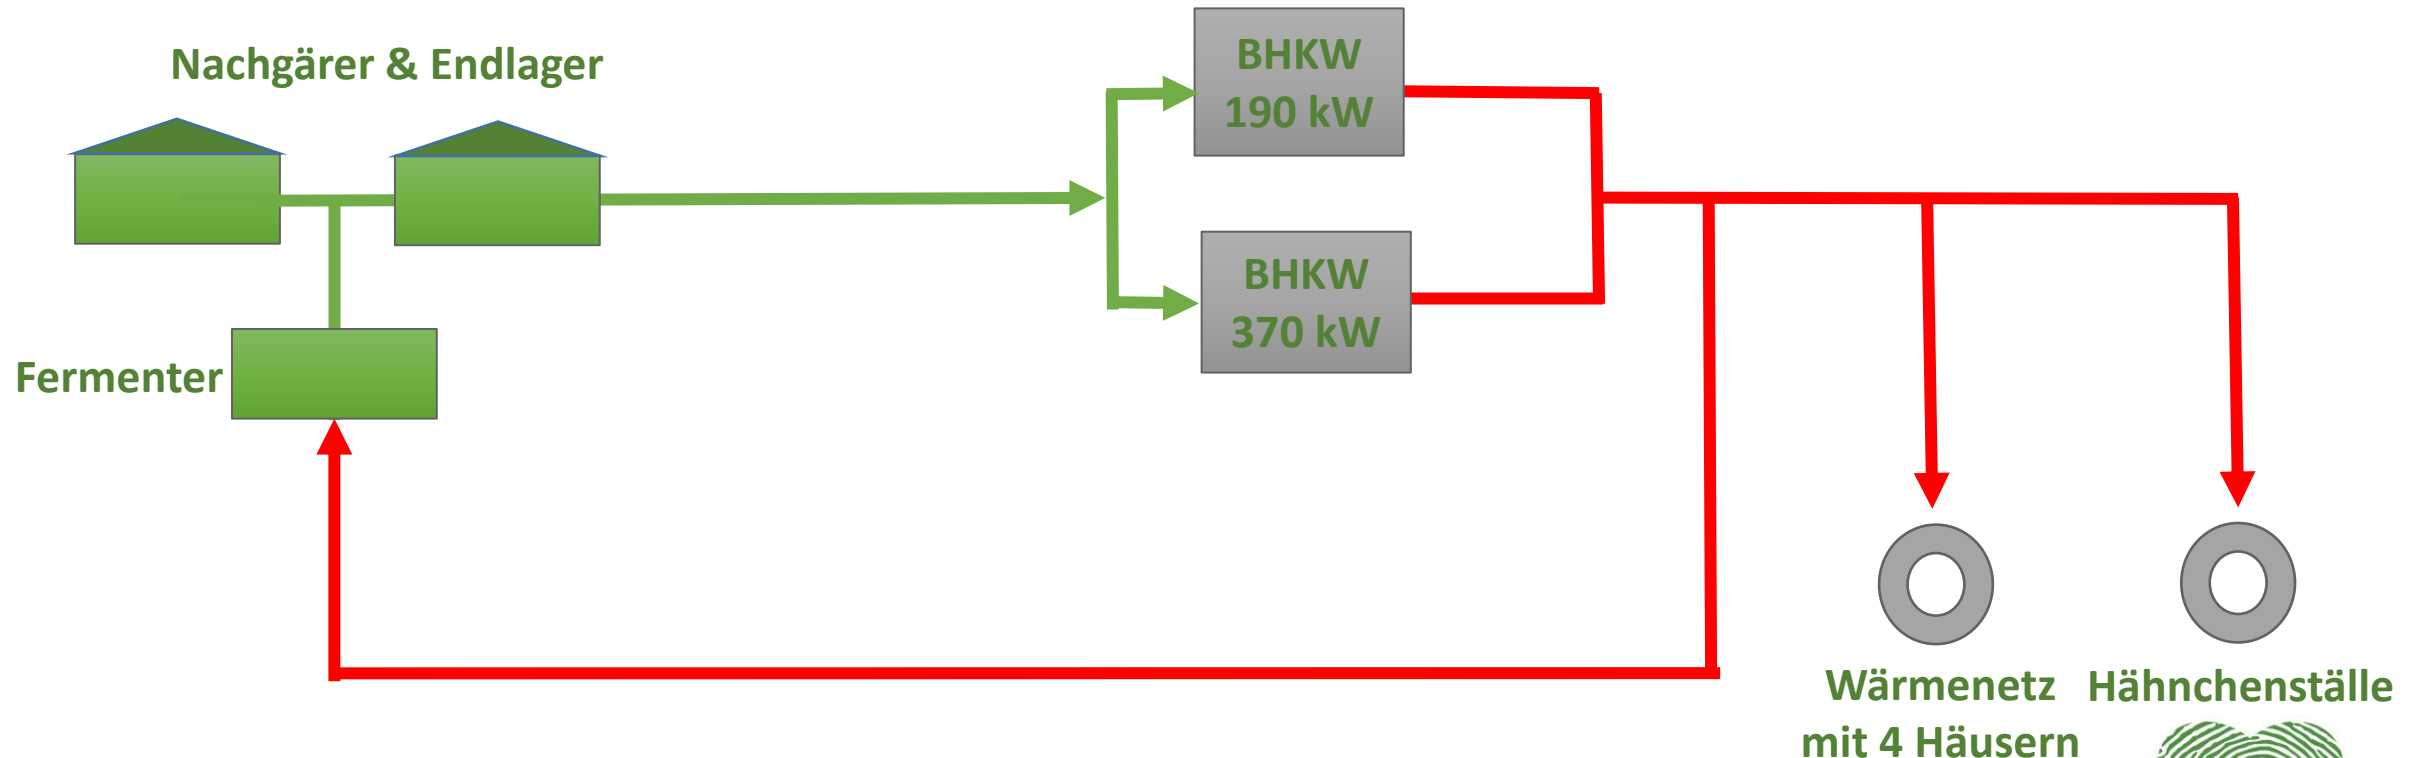 Nachgärer & Endlager
BHKW
190 kW
BHKW
370 kW
Fermenter
Wärmenetz
mit 4 Häusern
Hähnchenställe